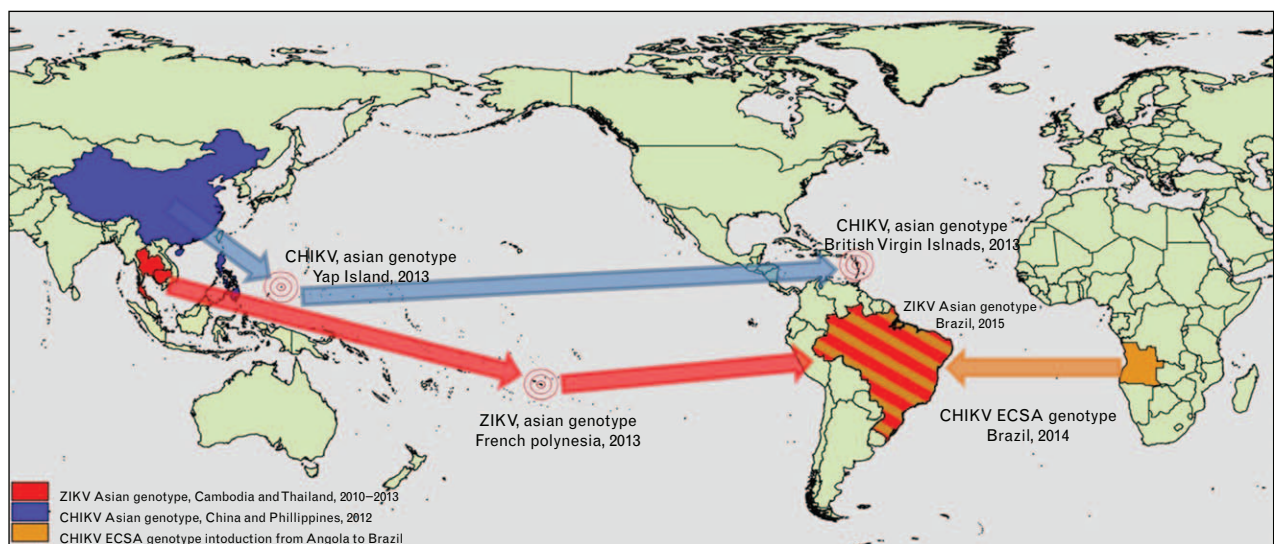 CHIKV, asian genotype
Yap Island, 2013
CHIKV, asian genotype
British Virgin Islnads, 2013
ZIKV Asian genotype
Brazil, 2015
ZIKV, asian genotype
French polynesia, 2013
CHIKV ECSA genotype
Brazil, 2014
ZIKV Asian genotype, Cambodia and Thailand, 2010–2013
CHIKV Asian genotype, China and Phillippines, 2012
CHIKV ECSA genotype intoduction from Angola to Brazil